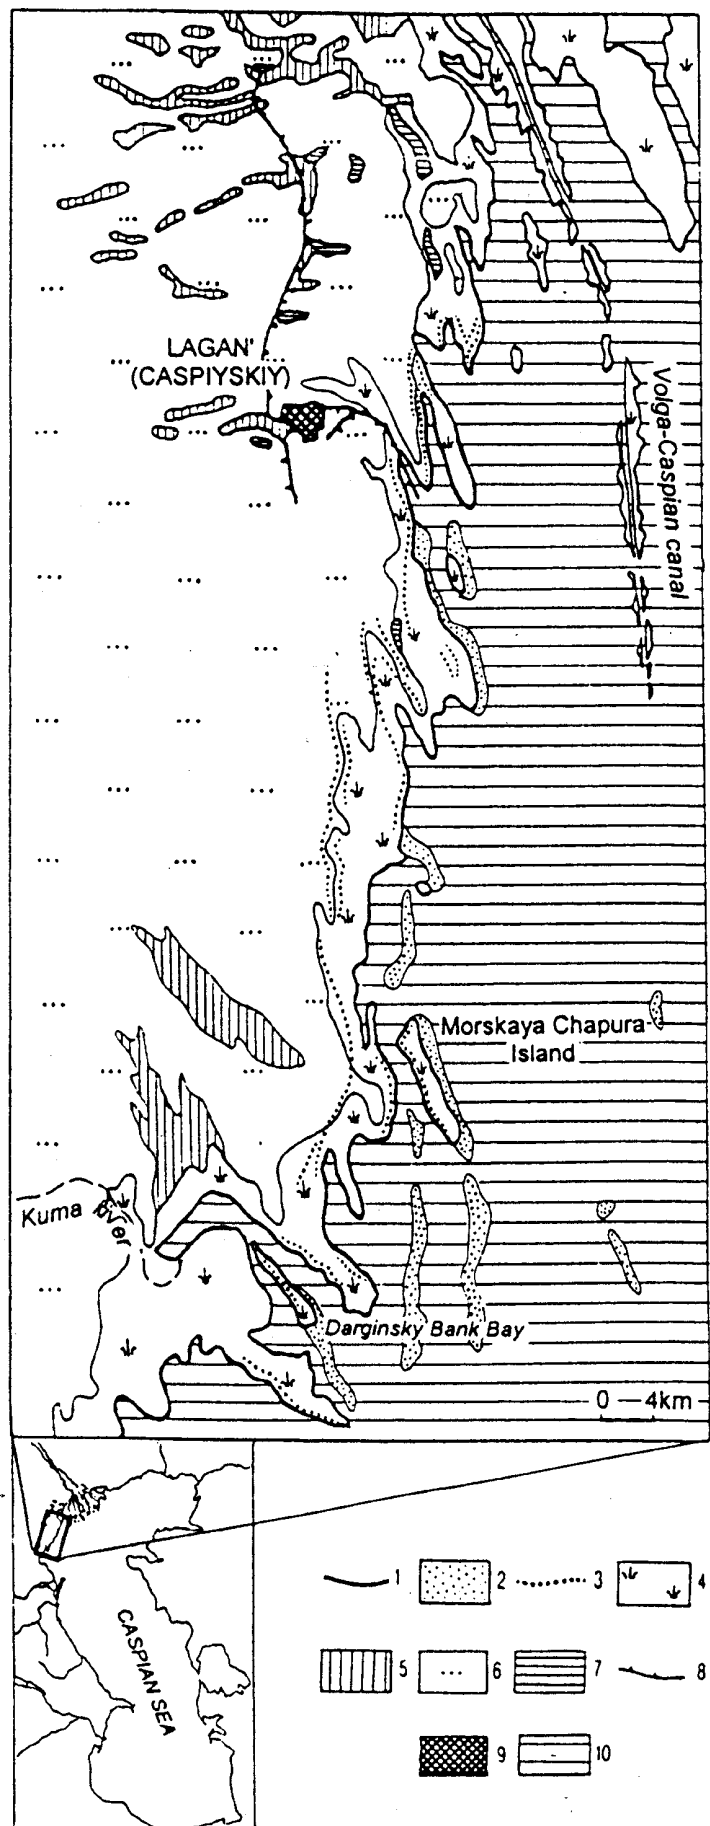 LAGAN'
(CASPIYSKIY)
Volga-Caspian canal
Morskaya Chapura
Island
Kuma River
Darginsky Bank Bay
0 4km
CASPIAN SEA
1
2
3
4
5
6
7
8
9
10